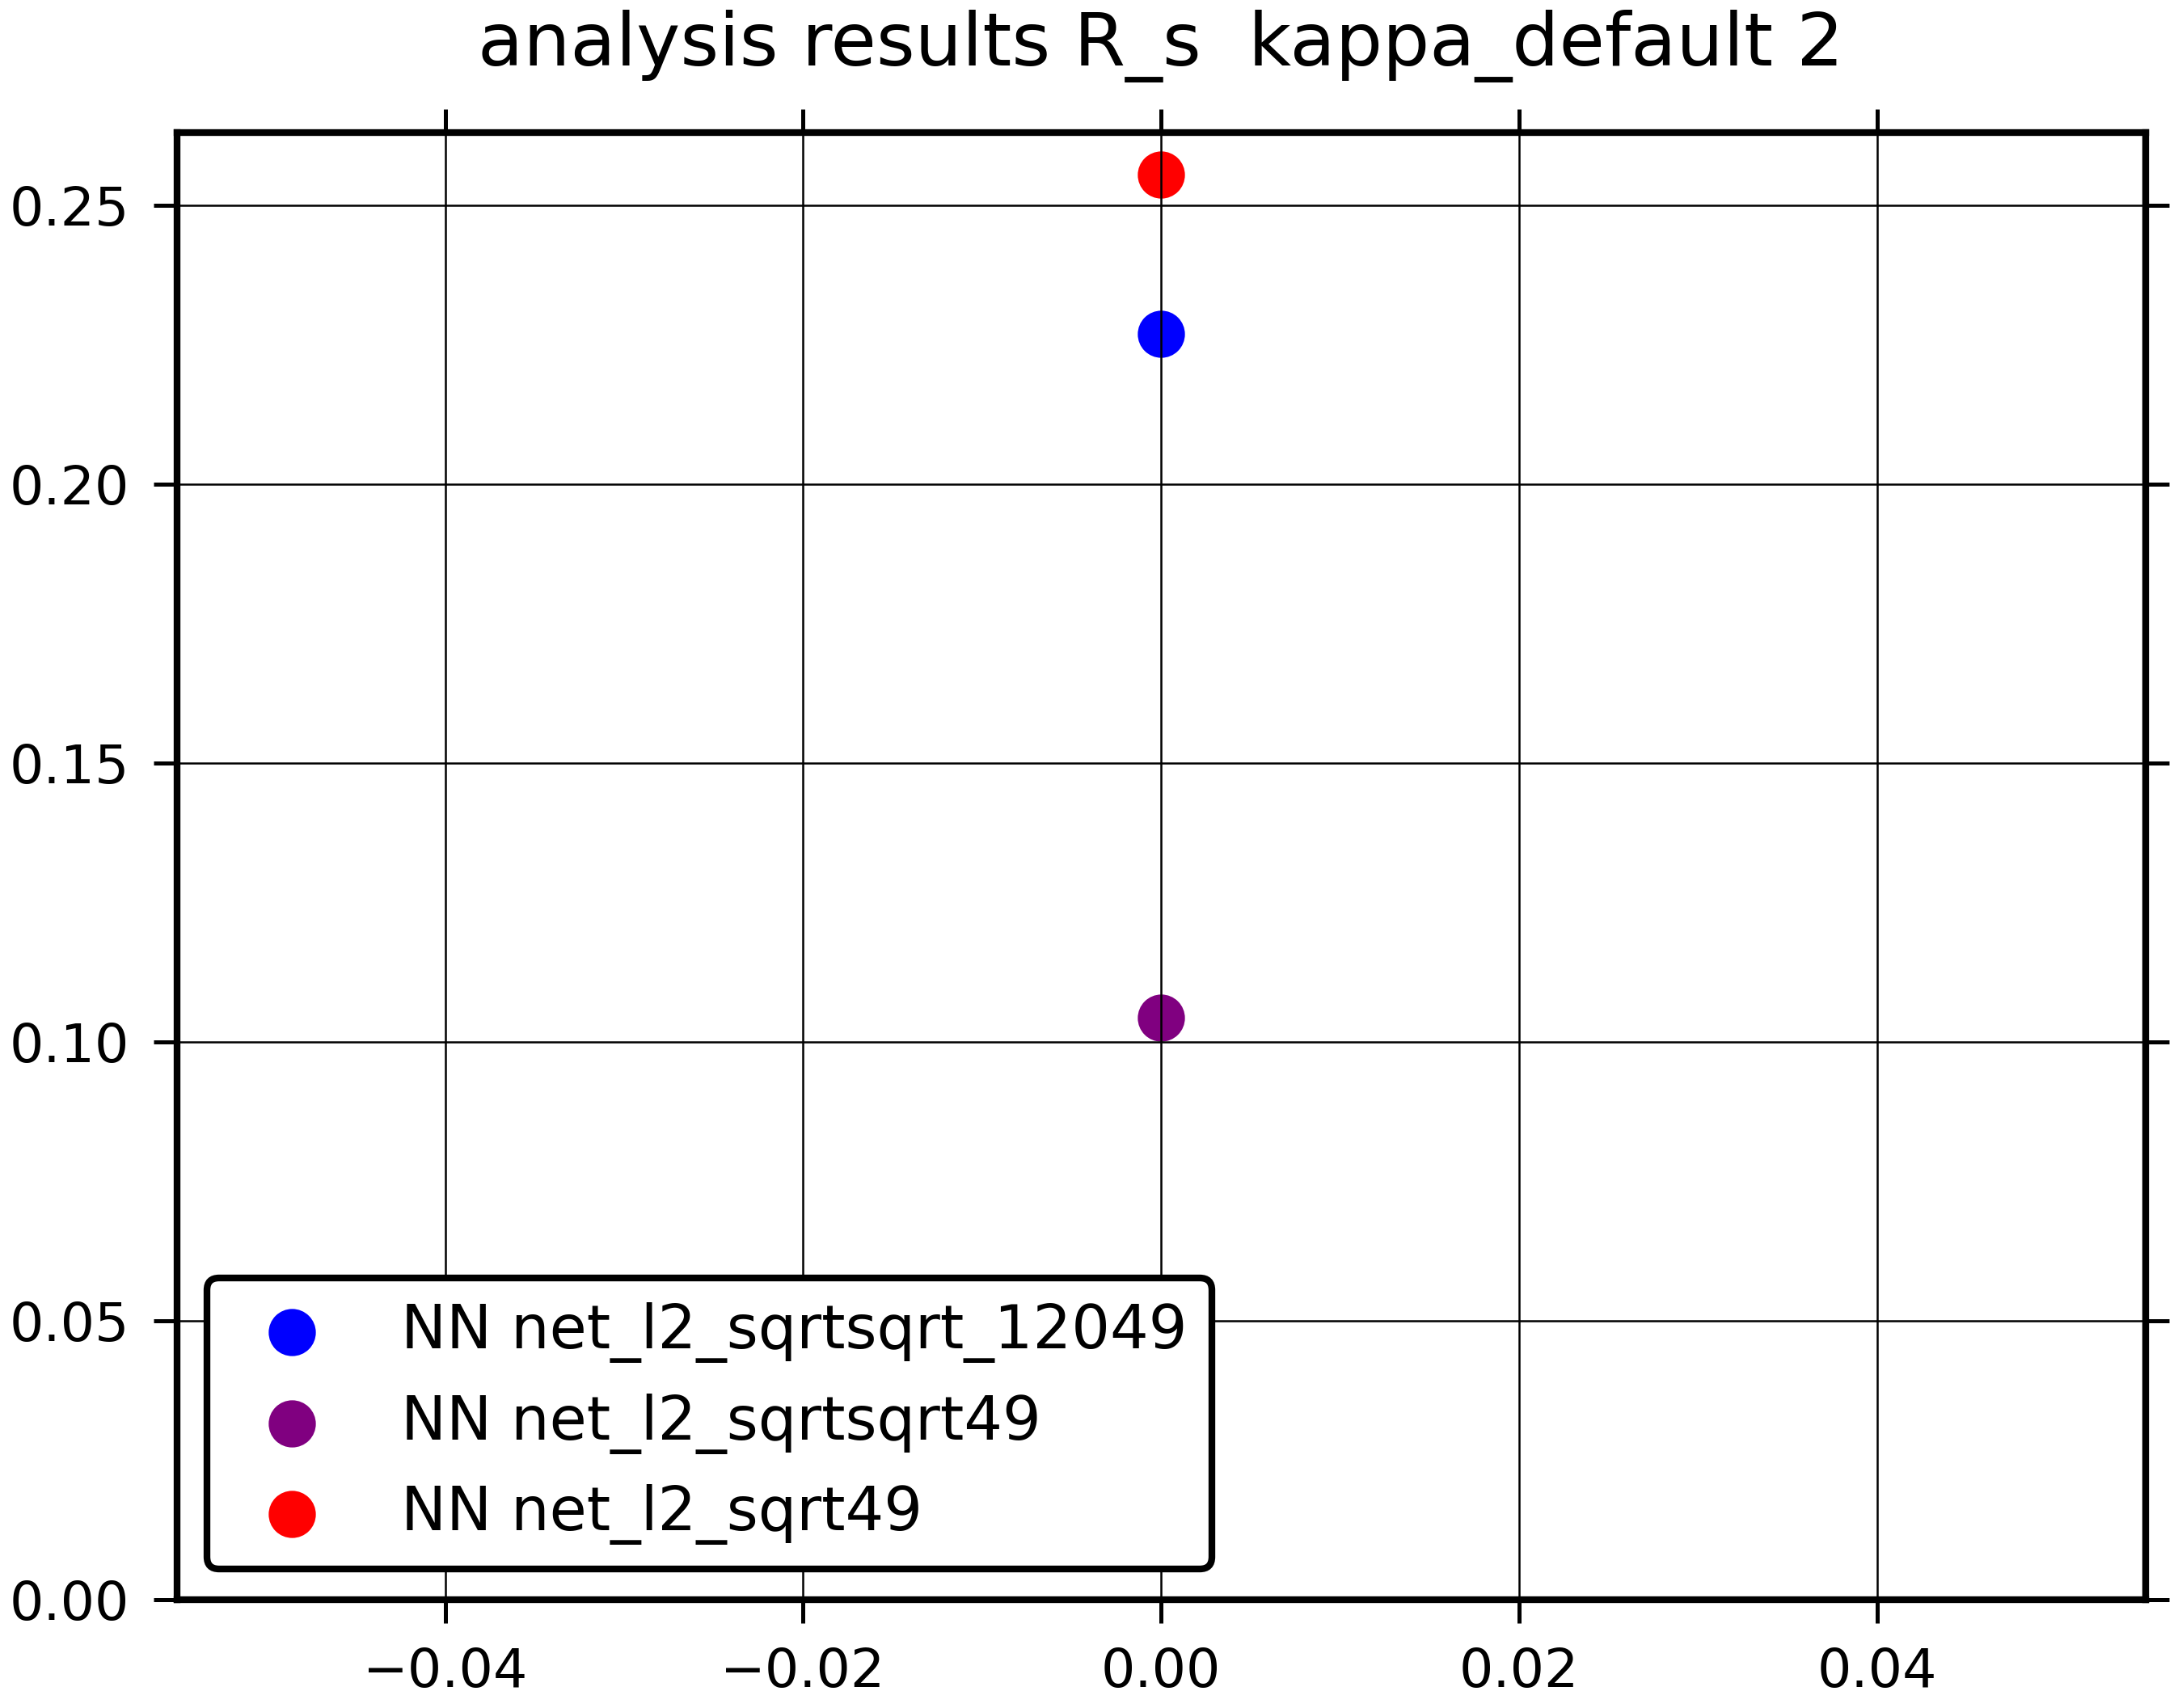 analysis results R_s  kappa_default 2
0.25
0.20
0.15
0.10
0.05
0.00
NN net_l2_sqrtsqrt_12049
NN net_l2_sqrtsqrt49
NN net_l2_sqrt49
−0.04
−0.02
0.00
0.02
0.04